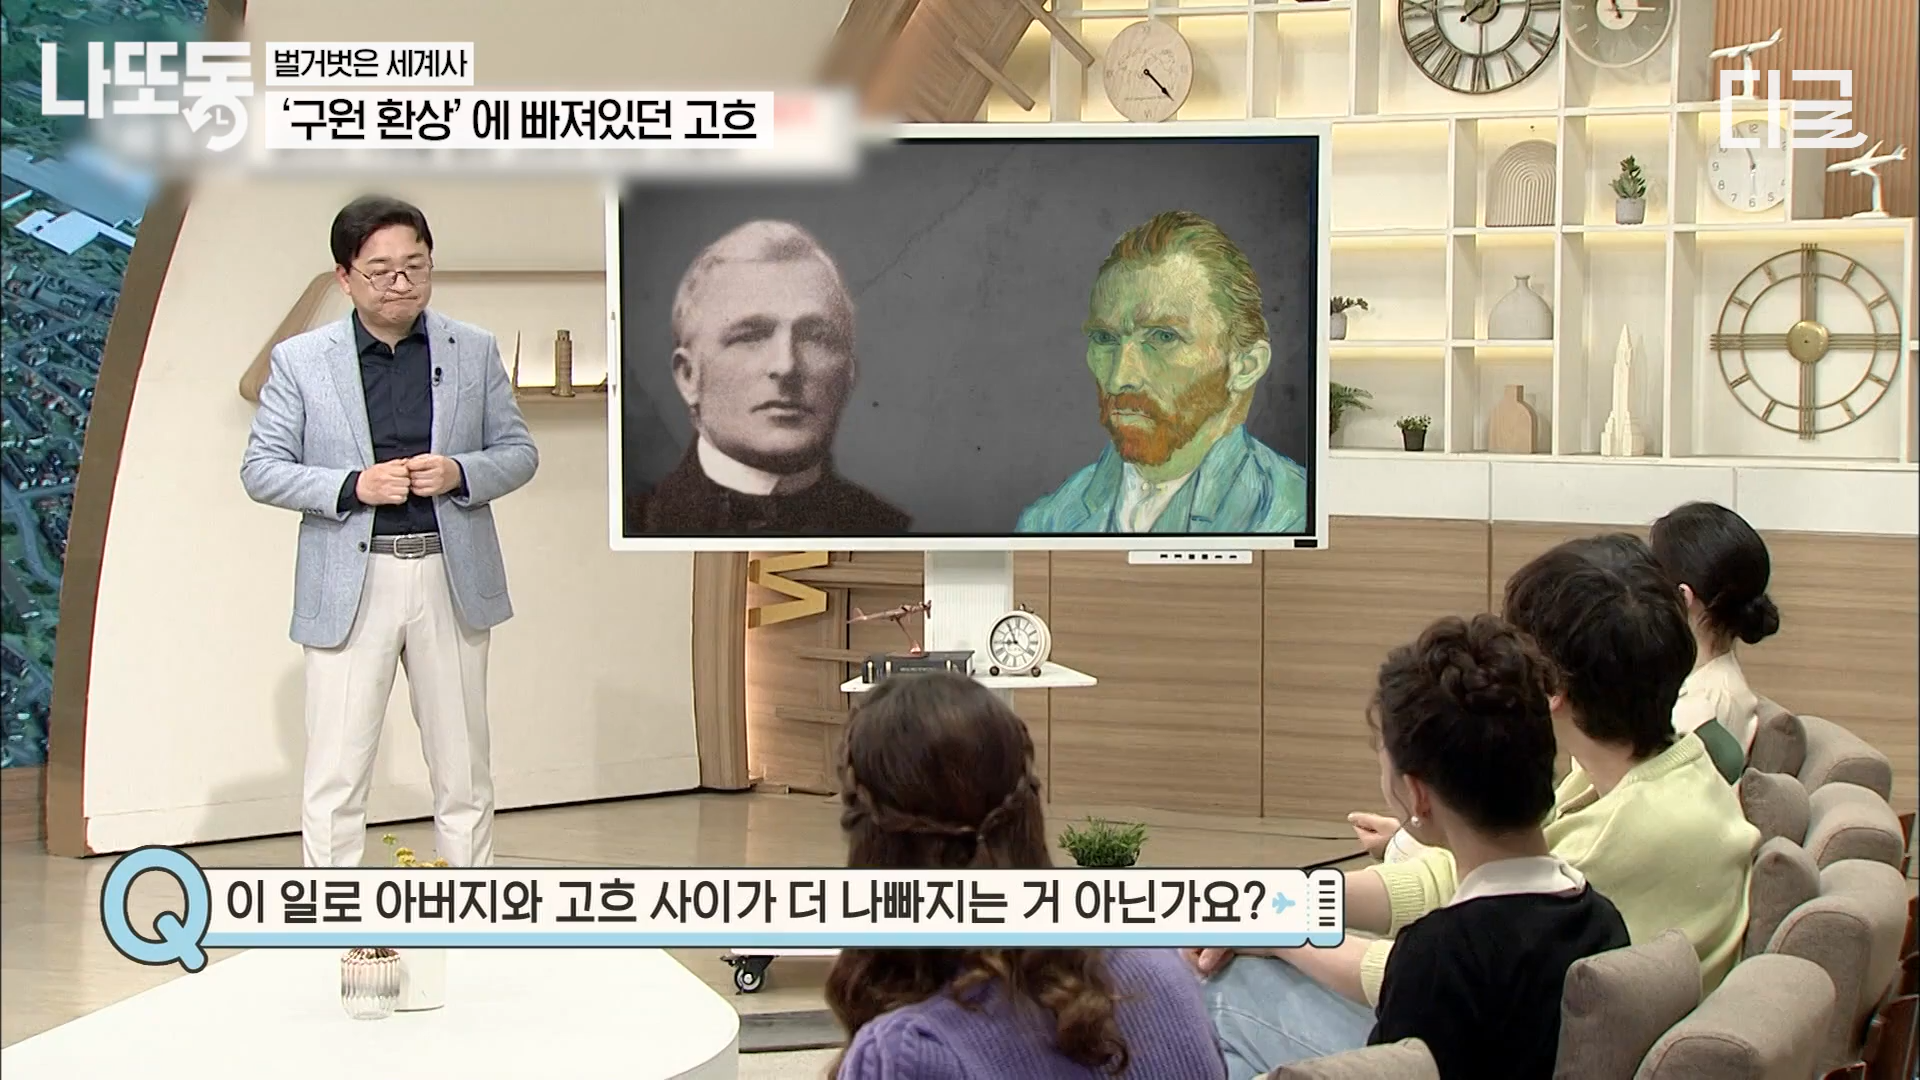 나또동
벌거벗은 세계사
‘구원 환상’ 에 빠져있던 고흐
디글
Q 이 일로 아버지와 고흐 사이가 더 나빠지는 거 아닌가요?